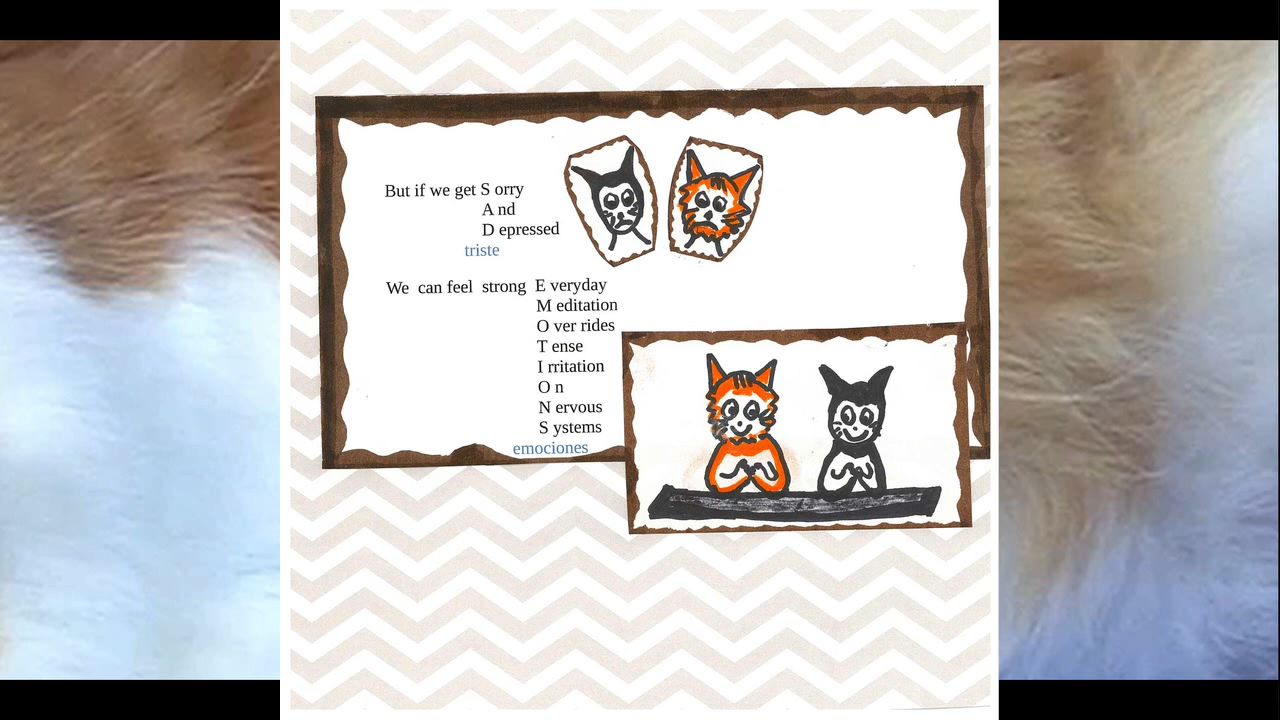 But if we get S orry
A nd
D epressed
triste
We can feel strong E veryday
M editation
O ver rides
T ense
I rritation
O n
N ervous
S ystems
emociones